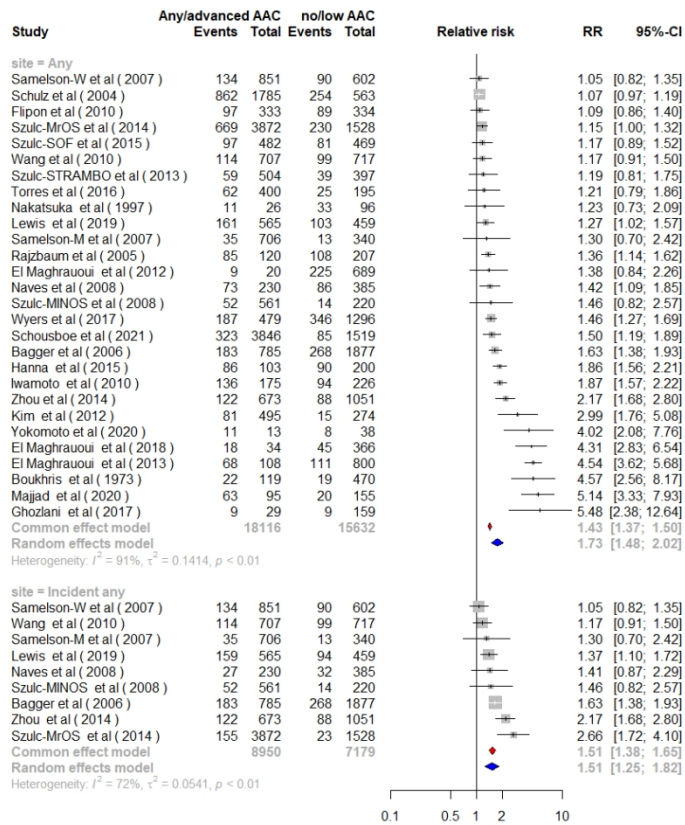 Any/advanced AAC no/low AAC
Study Events Total Events Total Relative risk RR 95%-CI
site = Any
Samelson-W et al ( 2007 ) 134 851 90 602 1.05 [0.82; 1.35]
Schulz et al ( 2004 ) 862 1785 254 563 1.07 [0.97; 1.19]
Flipon et al ( 2010 ) 97 333 89 334 1.09 [0.86; 1.40]
Szulc-MrOS et al ( 2014 ) 669 3872 230 1528 1.15 [1.00; 1.32]
Szulc-SOF et al ( 2015 ) 97 482 81 469 1.17 [0.89; 1.52]
Wang et al ( 2010 ) 114 707 99 717 1.17 [0.91; 1.50]
Szulc-STRAMBO et al ( 2013 ) 59 504 39 397 1.19 [0.81; 1.75]
Torres et al ( 2016 ) 62 400 25 195 1.21 [0.79; 1.86]
Nakatsuka et al ( 1997 ) 11 26 33 96 1.23 [0.73; 2.09]
Lewis et al ( 2019 ) 161 565 103 459 1.27 [1.02; 1.57]
Samelson-M et al ( 2007 ) 35 706 13 340 1.30 [0.70; 2.42]
Rajzbaum et al ( 2005 ) 85 120 108 207 1.36 [1.14; 1.62]
El Maghrauoui et al ( 2012 ) 9 20 225 689 1.38 [0.84; 2.26]
Naves et al ( 2008 ) 73 230 86 385 1.42 [1.09; 1.85]
Szulc-MINOS et al ( 2008 ) 52 561 14 220 1.46 [0.82; 2.57]
Wyers et al ( 2017 ) 187 479 346 1296 1.46 [1.27; 1.69]
Schousboe et al ( 2021 ) 323 3846 85 1519 1.50 [1.19; 1.89]
Bagger et al ( 2006 ) 183 785 268 1877 1.63 [1.38; 1.93]
Hanna et al ( 2015 ) 86 103 90 200 1.86 [1.56; 2.21]
Iwamoto et al ( 2010 ) 136 175 94 226 1.87 [1.57; 2.22]
Zhou et al ( 2014 ) 122 673 88 1051 2.17 [1.68; 2.80]
Kim et al ( 2012 ) 81 495 15 274 2.99 [1.76; 5.08]
Yokomoto et al ( 2020 ) 11 13 8 38 4.02 [2.08; 7.76]
El Maghrauoui et al ( 2018 ) 18 34 45 366 4.31 [2.83; 6.54]
El Maghrauoui et al ( 2013 ) 68 108 111 800 4.54 [3.62; 5.68]
Boukhris et al ( 1973 ) 22 119 19 470 4.57 [2.56; 8.17]
Majjad et al ( 2020 ) 63 95 20 155 5.14 [3.33; 7.93]
Ghozlani et al ( 2017 ) 9 29 9 159 5.48 [2.38; 12.64]
Common effect model 18116 15632 1.43 [1.37; 1.50]
Random effects model 1.73 [1.48; 2.02]
Heterogeneity: I² = 91%, τ² = 0.1414, p < 0.01
site = Incident any
Samelson-W et al ( 2007 ) 134 851 90 602 1.05 [0.82; 1.35]
Wang et al ( 2010 ) 114 707 99 717 1.17 [0.91; 1.50]
Samelson-M et al ( 2007 ) 35 706 13 340 1.30 [0.70; 2.42]
Lewis et al ( 2019 ) 159 565 94 459 1.37 [1.10; 1.72]
Naves et al ( 2008 ) 27 230 32 385 1.41 [0.87; 2.29]
Szulc-MINOS et al ( 2008 ) 52 561 14 220 1.46 [0.82; 2.57]
Bagger et al ( 2006 ) 183 785 268 1877 1.63 [1.38; 1.93]
Zhou et al ( 2014 ) 122 673 88 1051 2.17 [1.68; 2.80]
Szulc-MrOS et al ( 2014 ) 155 3872 23 1528 2.66 [1.72; 4.10]
Common effect model 8950 7179 1.51 [1.38; 1.65]
Random effects model 1.51 [1.25; 1.82]
Heterogeneity: I² = 72%, τ² = 0.0541, p < 0.01
0.1 0.5 1 2 10